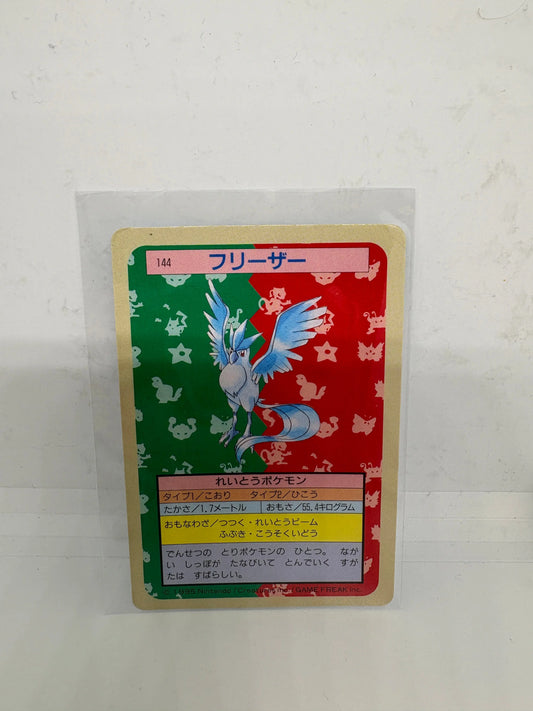 144 フリーザー
れいとうポケモン
タイプ1/こおり タイプ2/ひこう
たかさ/1.7メートル おもさ/55.4キログラム
おもなわざ/つつく・れいとうビーム
ふぶき・こうそくいどう
でんせつの とりポケモンの ひとつ。 なが
い しっぽが たなびいて とんでいく すが
たは すばらしい。
© 1995 Nintendo / Creatures inc. / GAME FREAK inc.